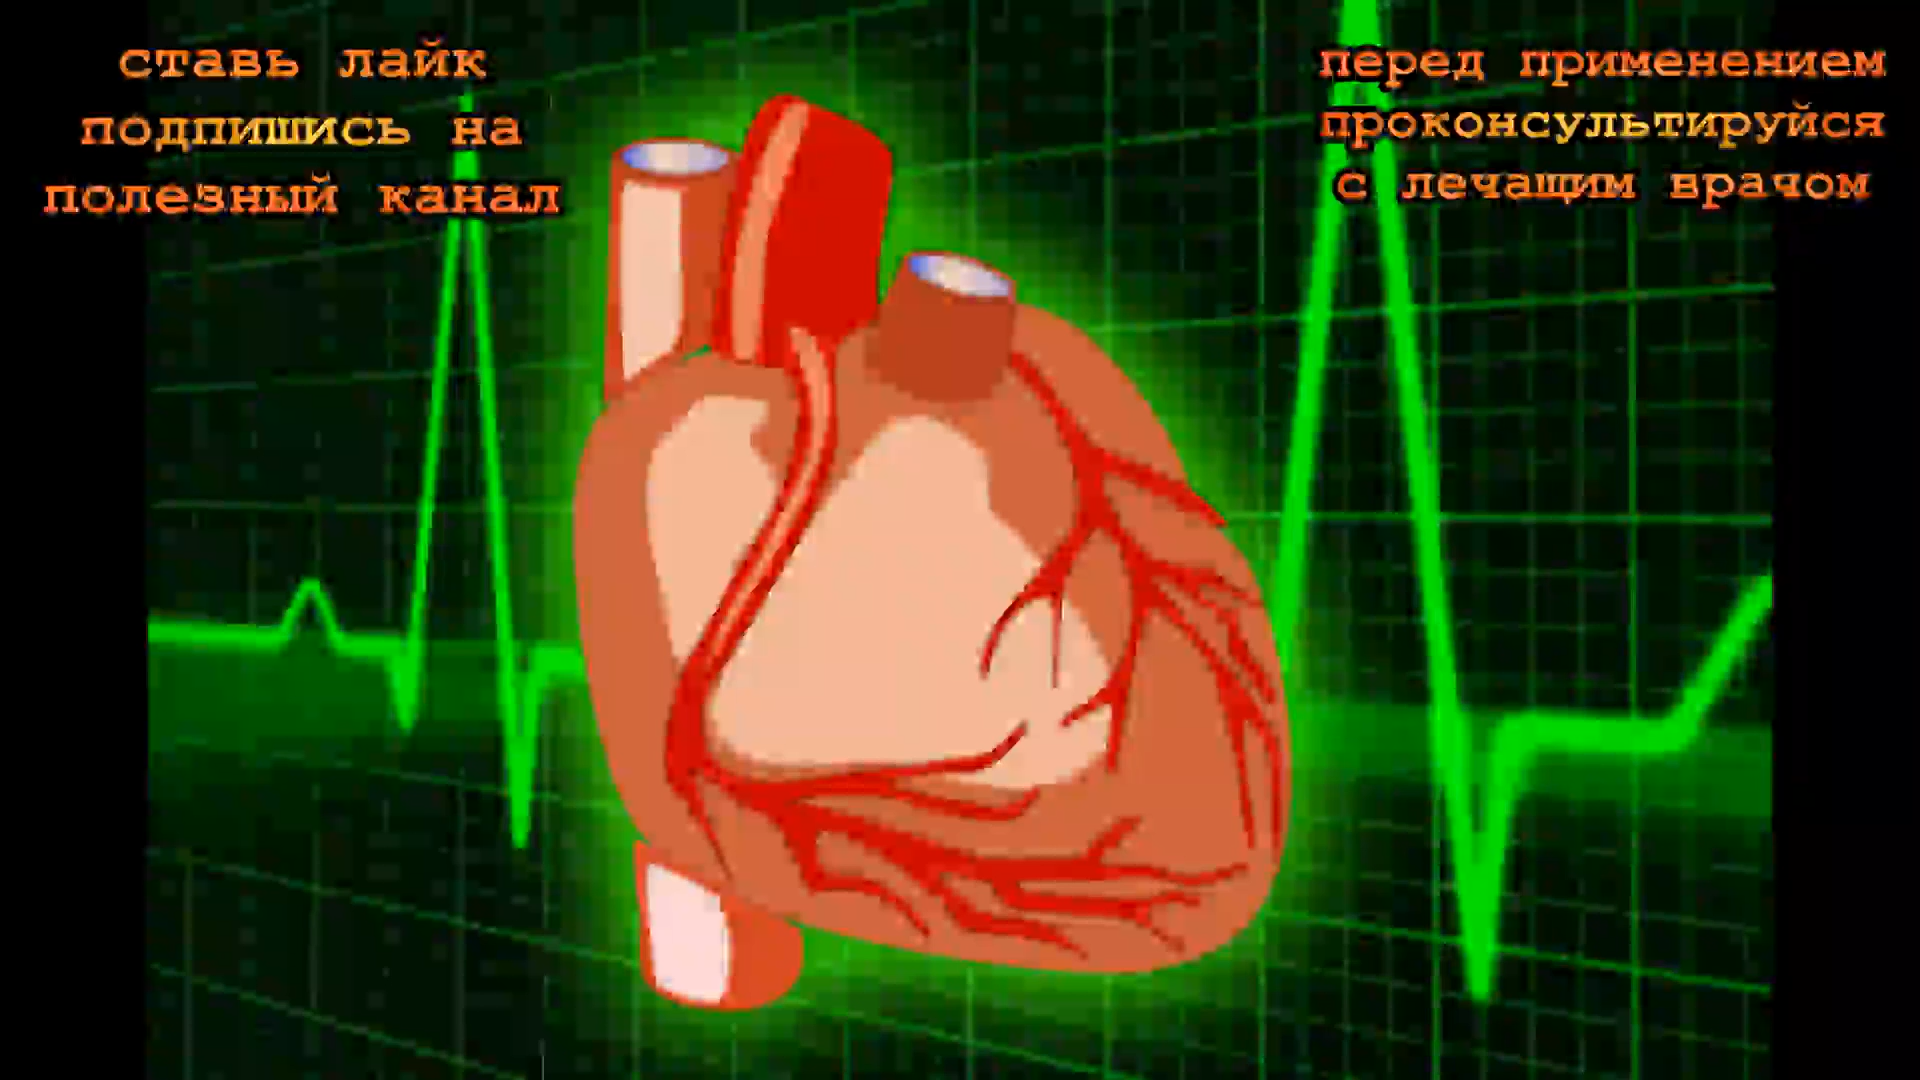 ставь лайк
подпишись на
полезный канал
перед применением
проконсультируйся
с лечащим врачом